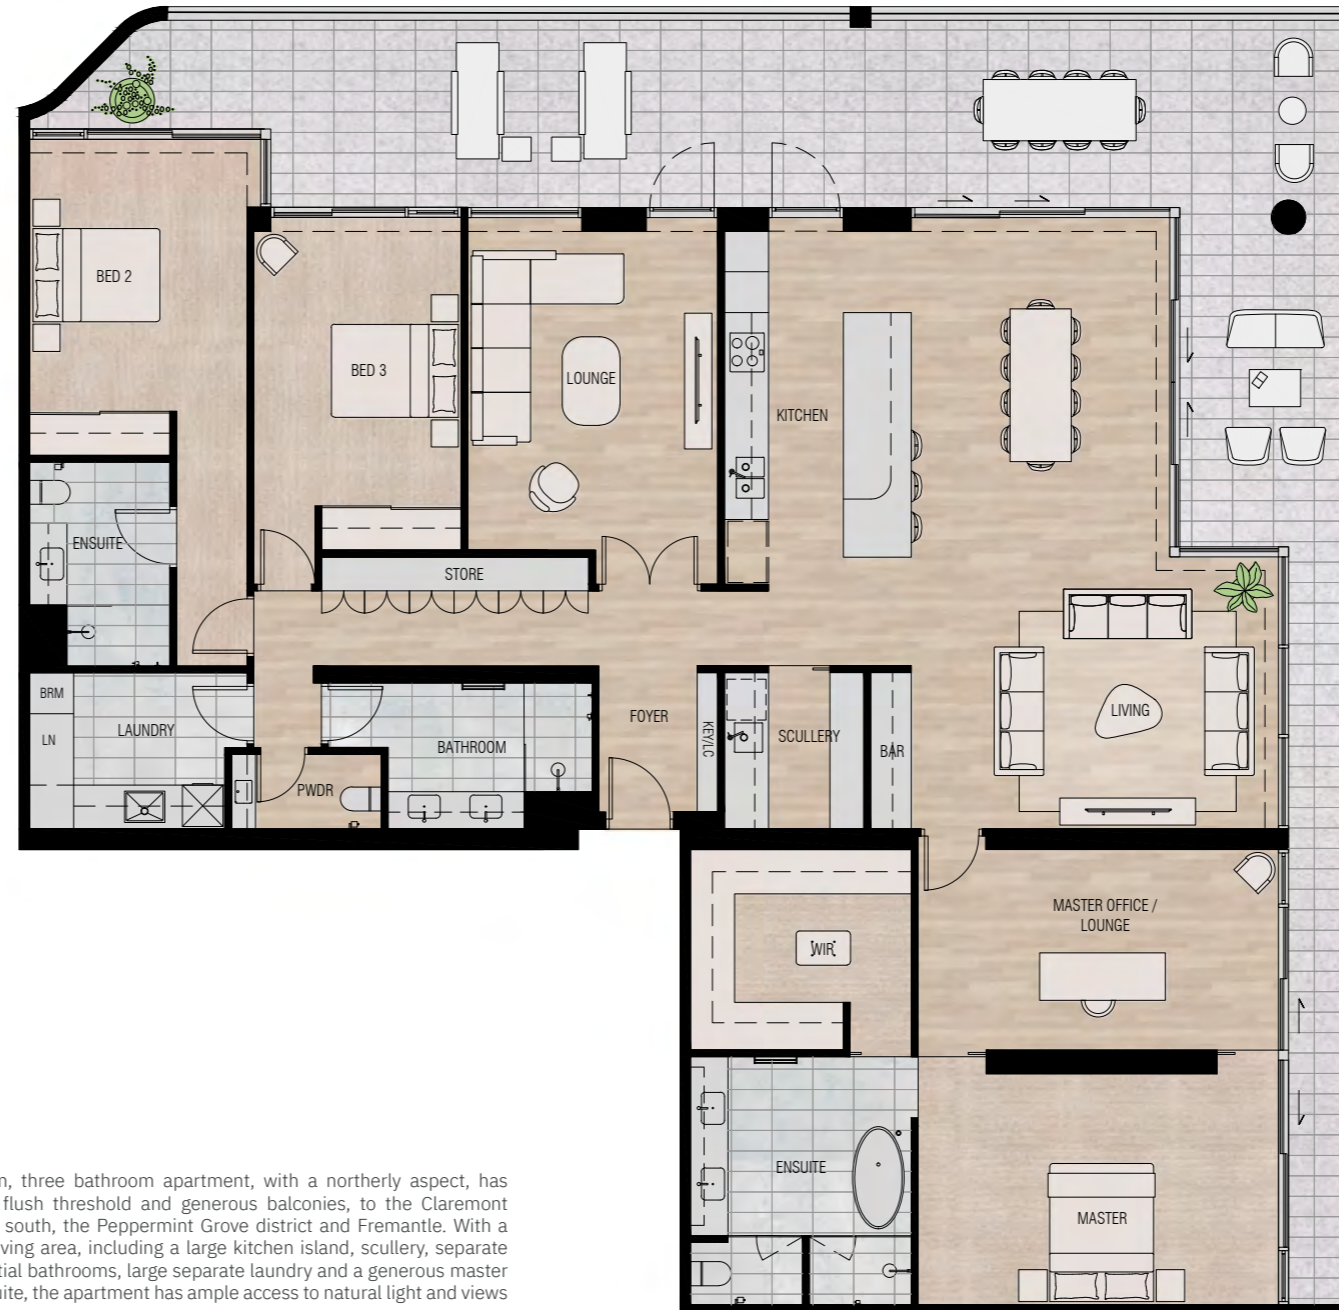 BED 2
BED 3
LOUNGE
KITCHEN
ENSUITE
STORE
BRM
LN
LAUNDRY
PWDR
BATHROOM
FOYER
KEY/LC
SCULLERY
BAR
LIVING
MASTER OFFICE /
LOUNGE
WIR
ENSUITE
MASTER
three bathroom apartment, with a northerly aspect, has
flush threshold and generous balconies, to the Claremont
south, the Peppermint Grove district and Fremantle. With a
area, including a large kitchen island, scullery, separate
bathrooms, large separate laundry and a generous master
the apartment has ample access to natural light and views